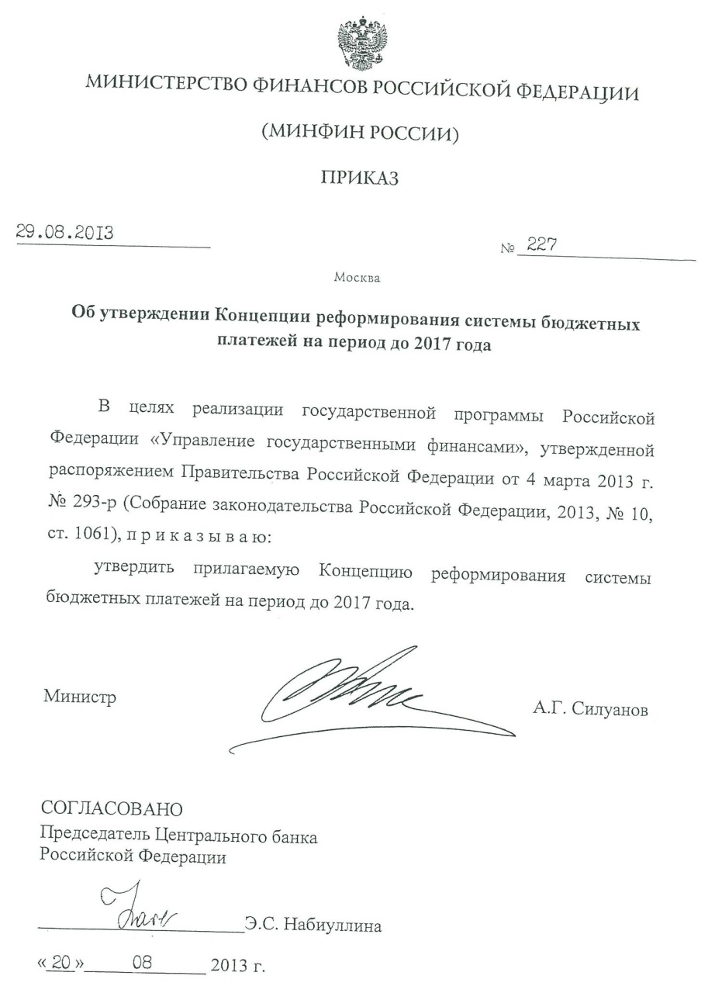 МИНИСТЕРСТВО ФИНАНСОВ РОССИЙСКОЙ ФЕДЕРАЦИИ
(МИНФИН РОССИИ)
ПРИКАЗ
29.08.2013
№ 227
Москва
Об утверждении Концепции реформирования системы бюджетных
платежей на период до 2017 года
В целях реализации государственной программы Российской
Федерации «Управление государственными финансами», утвержденной
распоряжением Правительства Российской Федерации от 4 марта 2013 г.
№ 293-р (Собрание законодательства Российской Федерации, 2013, № 10,
ст. 1061), п р и к а з ы в а ю:
утвердить прилагаемую Концепцию реформирования системы
бюджетных платежей на период до 2017 года.
Министр
А.Г. Силуанов
СОГЛАСОВАНО
Председатель Центрального банка
Российской Федерации
Э.С. Набиуллина
«20» 08 2013 г.